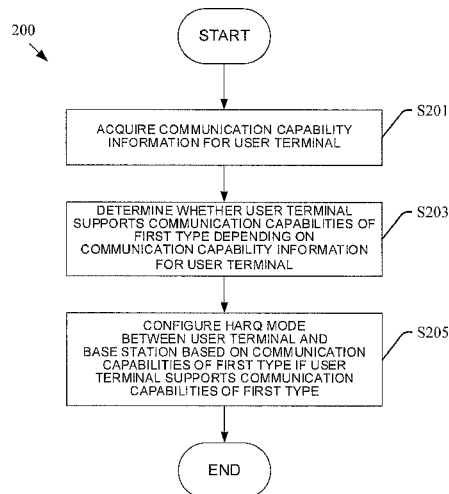 200
START
S201
ACQUIRE COMMUNICATION CAPABILITY
INFORMATION FOR USER TERMINAL
S203
DETERMINE WHETHER USER TERMINAL
SUPPORTS COMMUNICATION CAPABILITIES OF
FIRST TYPE DEPENDING ON
COMMUNICATION CAPABILITY INFORMATION
FOR USER TERMINAL
S205
CONFIGURE HARQ MODE
BETWEEN USER TERMINAL AND
BASE STATION BASED ON COMMUNICATION
CAPABILITIES OF FIRST TYPE IF USER
TERMINAL SUPPORTS COMMUNICATION
CAPABILITIES OF FIRST TYPE
END